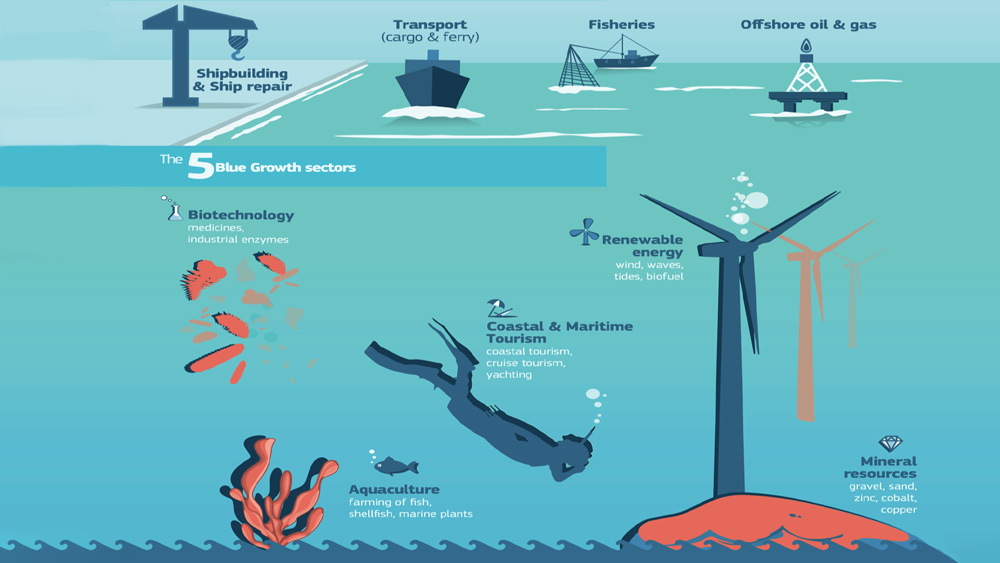 Transport
(cargo & ferry)
Fisheries
Offshore oil & gas
Shipbuilding
& Ship repair
The 5 Blue Growth sectors
Biotechnology
medicines,
industrial enzymes
Renewable
energy
wind, waves,
tides, biofuel
Coastal & Maritime
Tourism
coastal tourism,
cruise tourism,
yachting
Aquaculture
farming of fish,
shellfish, marine plants
Mineral
resources
gravel, sand,
zinc, cobalt,
copper